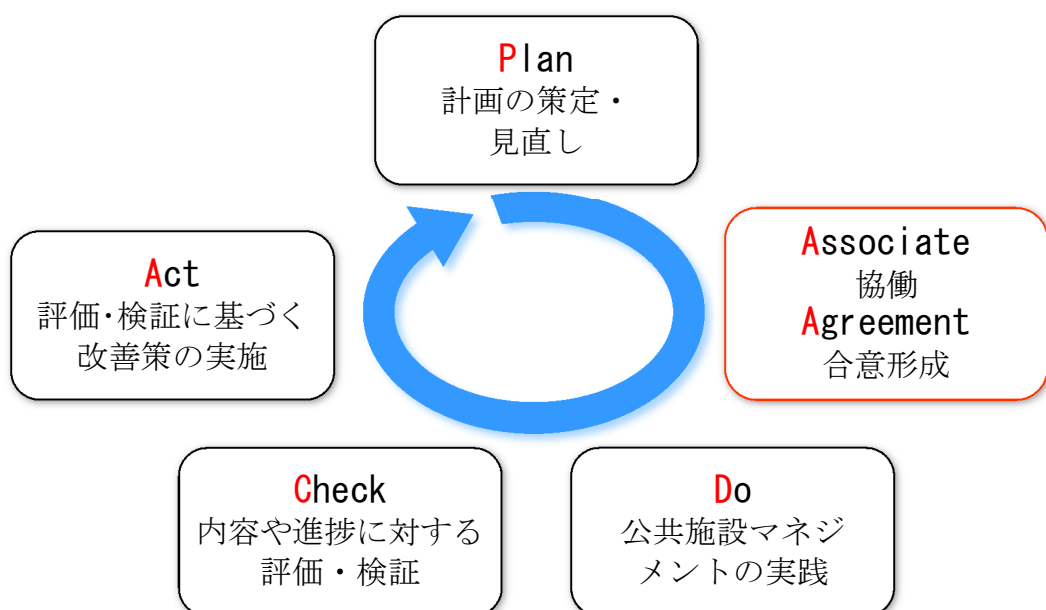 Plan
計画の策定・
見直し
Associate
協働
Agreement
合意形成
Do
公共施設マネジ
メントの実践
Check
内容や進捗に対する
評価・検証
Act
評価･検証に基づく
改善策の実施